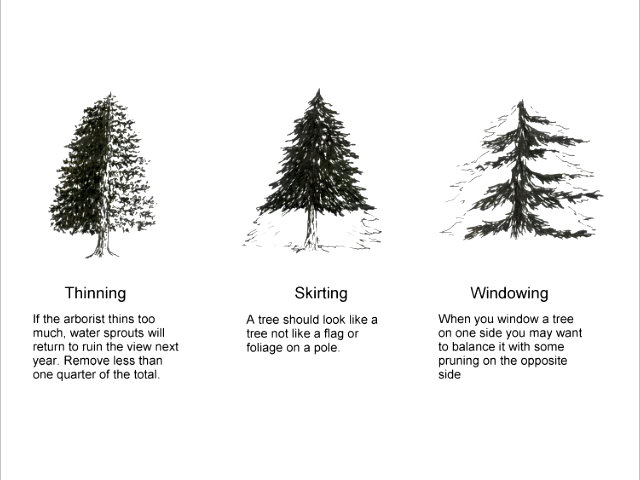 Thinning
If the arborist thins too
much, water sprouts will
return to ruin the view next
year. Remove less than
one quarter of the total.
Skirting
A tree should look like a
tree not like a flag or
foliage on a pole.
Windowing
When you window a tree
on one side you may want
to balance it with some
pruning on the opposite
side